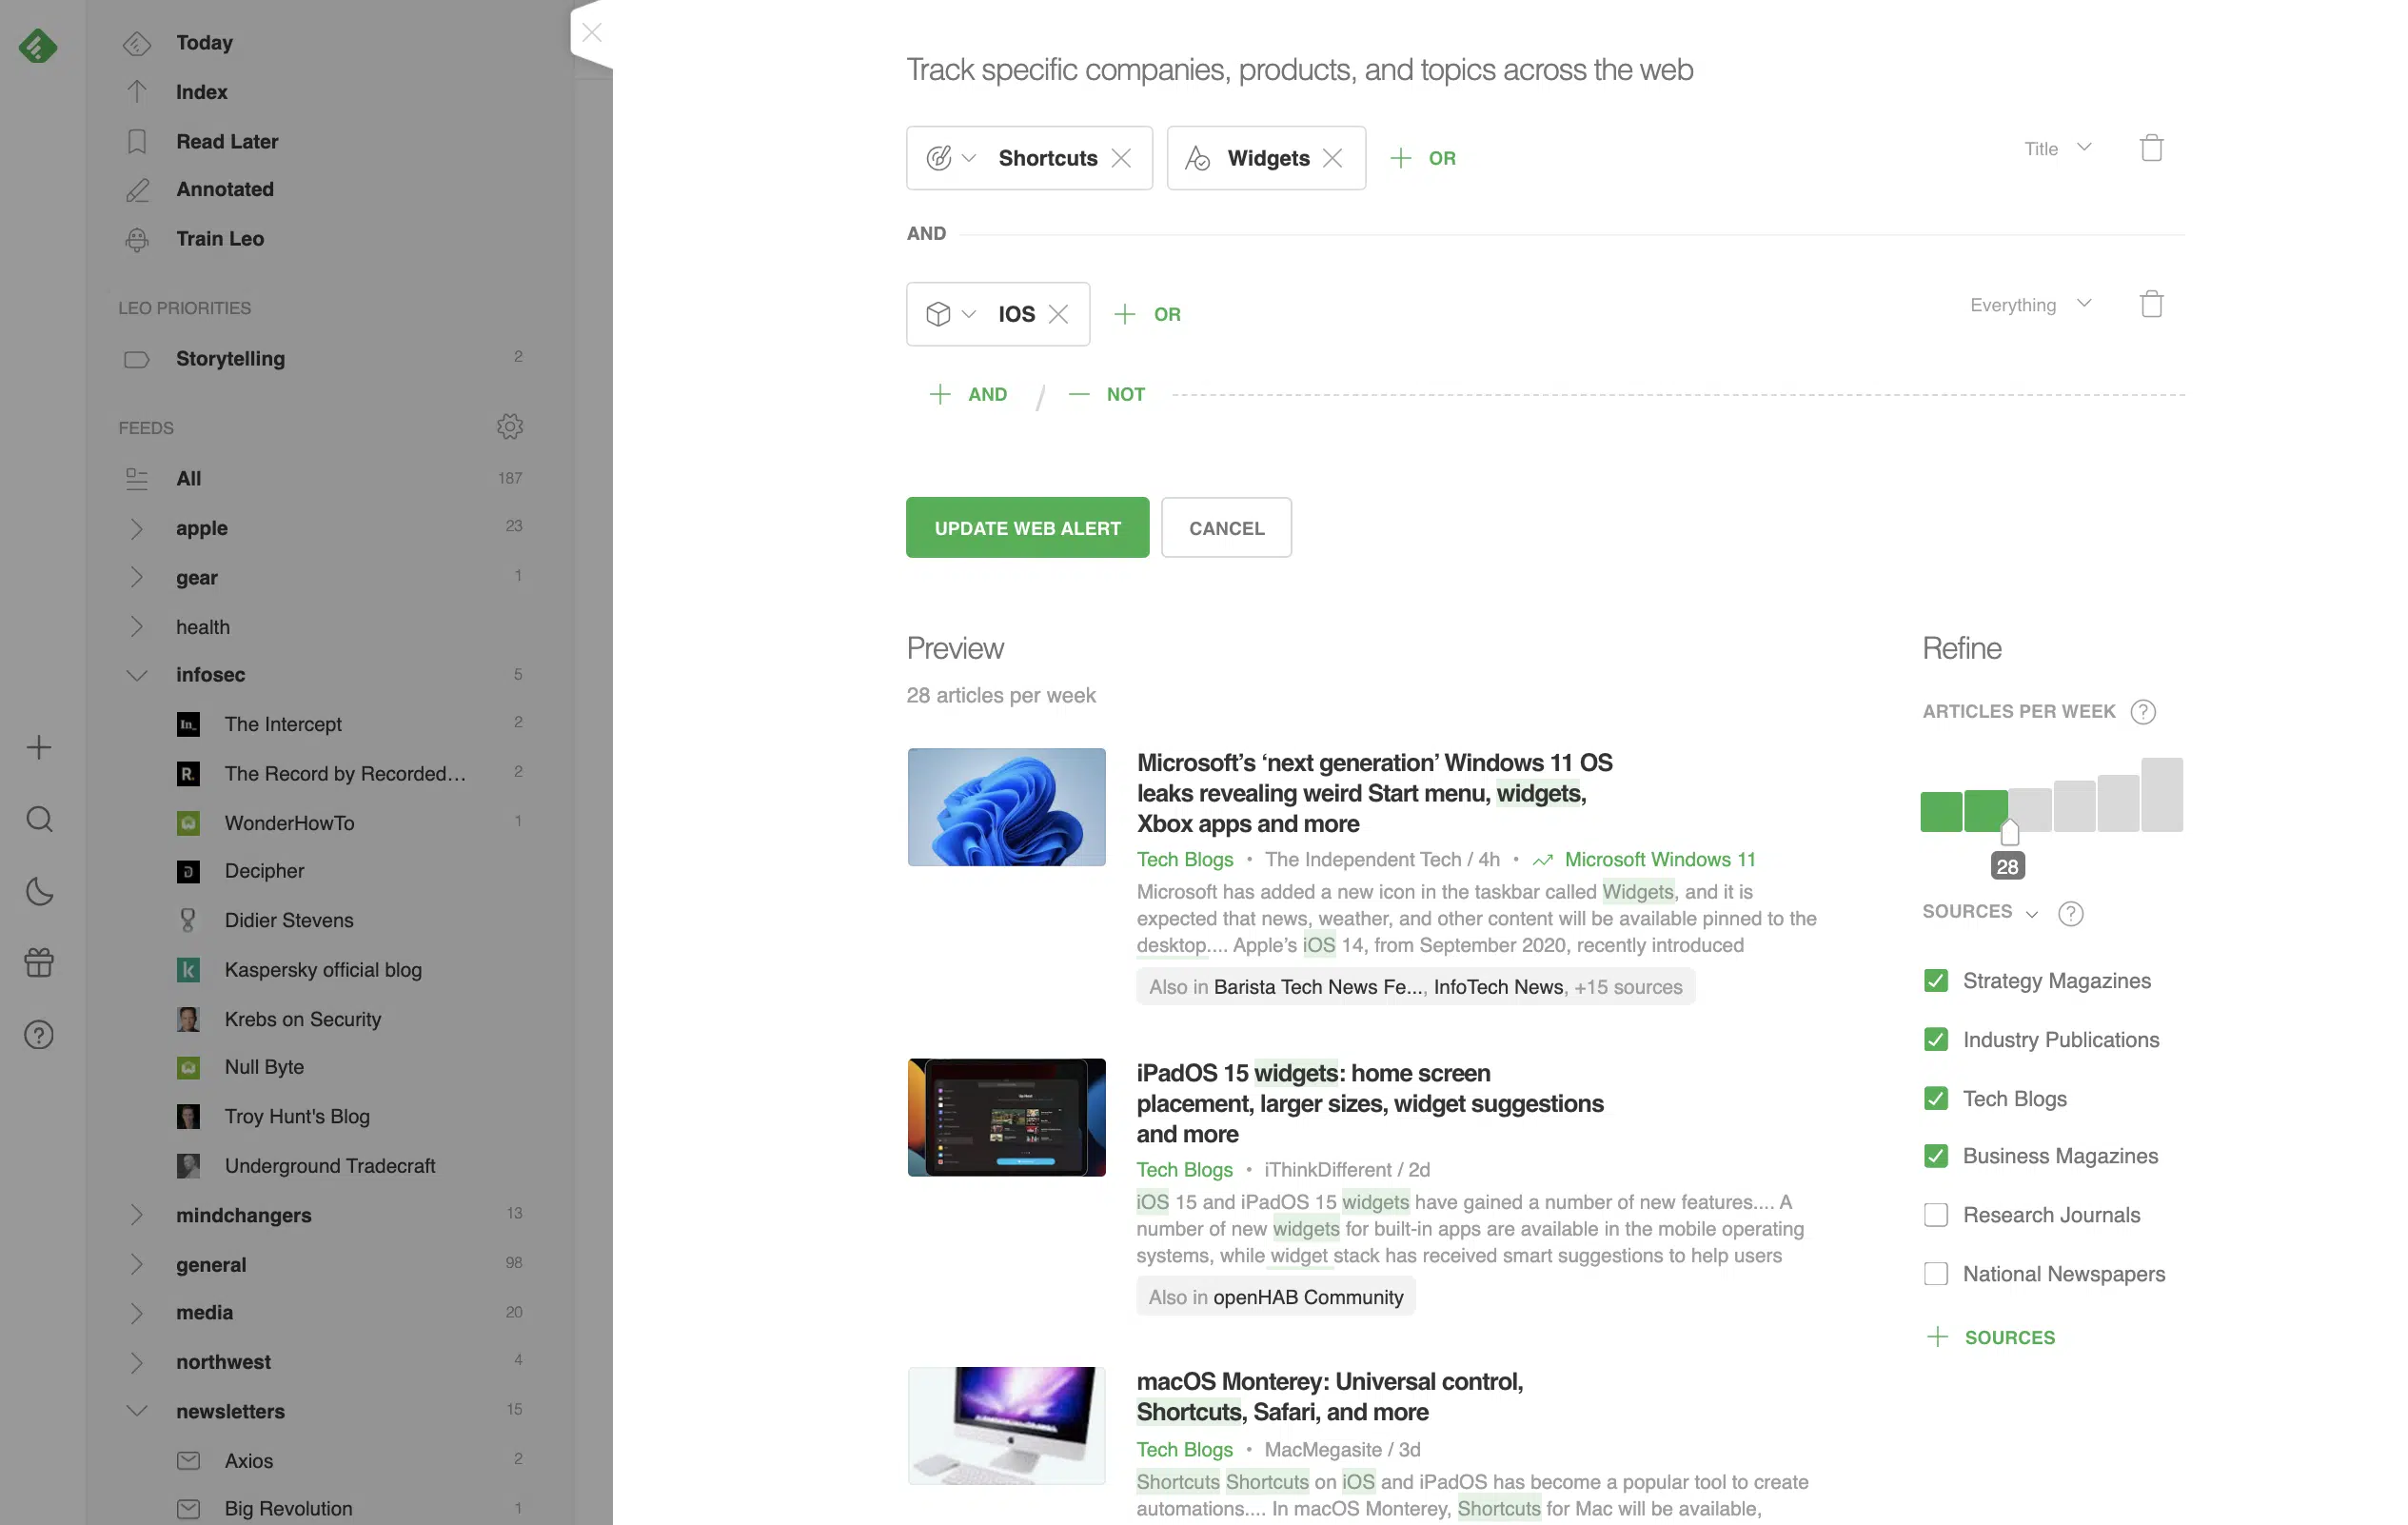 Today
Index
Read Later
Annotated
Train Leo
LEO PRIORITIES
Storytelling 2
FEEDS
All 187
apple 23
gear 1
health
infosec 5
In_ The Intercept 2
R. The Record by Recorded… 2
WonderHowTo 1
Decipher
Didier Stevens
k Kaspersky official blog
Krebs on Security
Null Byte
Troy Hunt's Blog
Underground Tradecraft
mindchangers 13
general 98
media 20
northwest 4
newsletters 15
Axios 2
Big Revolution 1
Track specific companies, products, and topics across the web
Shortcuts Widgets OR Title
AND
IOS OR Everything
AND / NOT
UPDATE WEB ALERT CANCEL
Preview
28 articles per week
Microsoft’s ‘next generation’ Windows 11 OS
leaks revealing weird Start menu, widgets,
Xbox apps and more
Tech Blogs • The Independent Tech / 4h • Microsoft Windows 11
Microsoft has added a new icon in the taskbar called Widgets, and it is
expected that news, weather, and other content will be available pinned to the
desktop.... Apple’s iOS 14, from September 2020, recently introduced
Also in Barista Tech News Fe..., InfoTech News, +15 sources
iPadOS 15 widgets: home screen
placement, larger sizes, widget suggestions
and more
Tech Blogs • iThinkDifferent / 2d
iOS 15 and iPadOS 15 widgets have gained a number of new features.... A
number of new widgets for built-in apps are available in the mobile operating
systems, while widget stack has received smart suggestions to help users
Also in openHAB Community
macOS Monterey: Universal control,
Shortcuts, Safari, and more
Tech Blogs • MacMegasite / 3d
Shortcuts Shortcuts on iOS and iPadOS has become a popular tool to create
automations.... In macOS Monterey, Shortcuts for Mac will be available,
Refine
ARTICLES PER WEEK ?
28
SOURCES ?
Strategy Magazines
Industry Publications
Tech Blogs
Business Magazines
Research Journals
National Newspapers
SOURCES